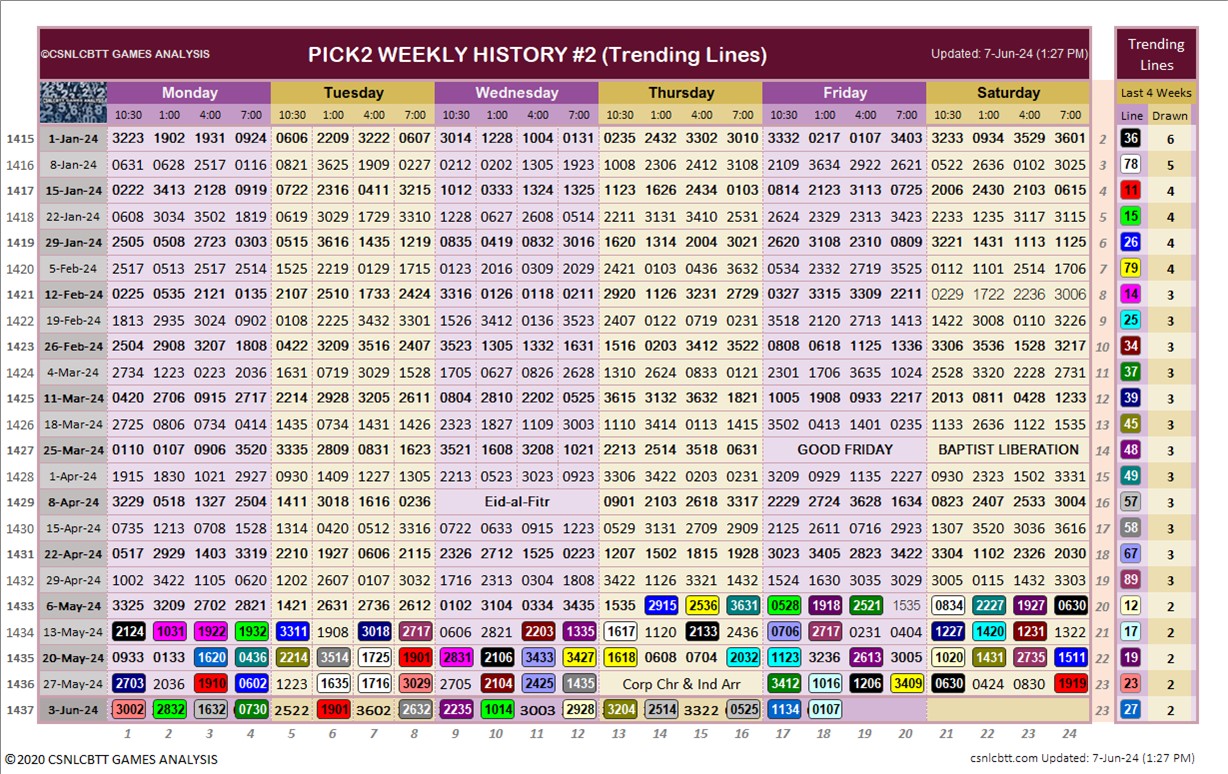 ©CSNLCBTT GAMES ANALYSIS PICK2 WEEKLY HISTORY #2 (Trending Lines) Updated: 7-Jun-24 (1:27 PM) Trending Lines
Monday Tuesday Wednesday Thursday Friday Saturday Last 4 Weeks
10:30 1:00 4:00 7:00 10:30 1:00 4:00 7:00 10:30 1:00 4:00 7:00 10:30 1:00 4:00 7:00 10:30 1:00 4:00 7:00 10:30 1:00 4:00 7:00 Line Drawn
1415 1-Jan-24 3223 1902 1931 0924 0606 2209 3222 0607 3014 1228 1004 0131 0235 2432 3302 3010 3332 0217 0107 3403 3233 0934 3529 3601 2 36 6
1416 8-Jan-24 0631 0628 2517 0116 0821 3625 1909 0227 0212 0202 1305 1923 1008 2306 2412 3108 2109 3634 2922 2621 0522 2636 0102 3025 3 78 5
1417 15-Jan-24 0222 3413 2128 0919 0722 2316 0411 3215 1012 0333 1324 1325 1123 1626 2434 0103 0814 2123 3113 0725 2006 2430 2103 0615 4 11 4
1418 22-Jan-24 0608 3034 3502 1819 0619 3029 1729 3310 1228 0627 2608 0514 2211 3131 3410 2531 2624 2329 2313 3423 2233 1235 3117 3115 5 15 4
1419 29-Jan-24 2505 0508 2723 0303 0515 3616 1435 1219 0835 0419 0832 3016 1620 1314 2004 3021 2620 3108 2310 0809 3221 1431 1113 1125 6 26 4
1420 5-Feb-24 2517 0513 2517 2514 1525 2219 0129 1715 0123 2016 0309 2029 2421 0103 0436 3632 0534 2332 2719 3525 0112 1101 2514 1706 7 79 4
1421 12-Feb-24 0225 0535 2121 0135 2107 2510 1733 2424 3316 0126 0118 0211 2920 1126 3231 2729 0327 3315 3309 2211 0229 1722 2236 3006 8 14 3
1422 19-Feb-24 1813 2935 3024 0902 0108 2225 3432 3301 1526 3412 0136 3523 2407 0122 0719 0231 3518 2120 2713 1413 1422 3008 0110 3226 9 25 3
1423 26-Feb-24 2504 2908 3207 1808 0422 3209 3516 2407 3523 1305 1332 1631 1516 0203 3412 3522 0808 0618 1125 1336 3306 3536 1528 3217 10 34 3
1424 4-Mar-24 2734 1223 0223 2036 1631 0719 3029 1528 1705 0627 0826 2628 1310 2624 0833 0121 2301 1706 3635 1024 2528 3320 2228 2731 11 37 3
1425 11-Mar-24 0420 2706 0915 2717 2214 2928 3205 2611 0804 2810 2202 0525 3615 3132 3632 1821 1005 1908 0933 2217 2013 0811 0428 1233 12 39 3
1426 18-Mar-24 2725 0806 0734 0414 1435 0734 1431 1426 2323 1827 1109 3003 1110 3414 0113 1415 3502 0413 1401 0235 1133 2636 1122 1535 13 45 3
1427 25-Mar-24 0110 0107 0906 3520 3335 2809 0831 1623 3521 1608 3208 1021 2213 2514 3518 0631 GOOD FRIDAY BAPTIST LIBERATION 14 48 3
1428 1-Apr-24 1915 1830 1021 2927 0930 1409 1227 1305 2213 0523 3023 0923 3306 3422 0203 0231 3209 0929 1135 2227 0930 2323 1502 3331 15 49 3
1429 8-Apr-24 3229 0518 1327 2504 1411 3018 1616 0236 Eid-al-Fitr 0901 2103 2618 3317 2229 2724 3628 1634 0823 2407 2533 3004 16 57 3
1430 15-Apr-24 0735 1213 0708 1528 1314 0420 0512 3316 0722 0633 0915 1223 0529 3131 2709 2909 2125 2611 0716 2923 1307 3520 3036 3616 17 58 3
1431 22-Apr-24 0517 2929 1403 3319 2210 1927 0606 2115 2326 2712 1525 0223 1207 1502 1815 1928 3023 3405 2823 3422 3304 1102 2326 2030 18 67 3
1432 29-Apr-24 1002 3422 1105 0620 1202 2607 0107 3032 1716 2313 0304 1808 3422 1126 3321 1432 1524 1630 3035 3029 3005 0115 1432 3303 19 89 3
1433 6-May-24 3325 3209 2702 2821 1421 2631 2736 2612 0102 3104 0334 3435 1535 2915 2536 3631 0528 1918 2521 1535 0834 2227 1927 0630 20 12 2
1434 13-May-24 2124 1031 1922 1932 3311 1908 3018 2717 0606 2821 2203 1335 1617 1120 2133 2436 0706 2717 0231 0404 1227 1420 1231 1322 21 17 2
1435 20-May-24 0933 0133 1620 0436 2214 3514 1725 1901 2831 2106 3433 3427 1618 0608 0704 2032 1123 3236 2613 3005 1020 1431 2735 1511 22 19 2
1436 27-May-24 2703 2036 1910 0602 1223 1635 1716 3029 2705 2104 2425 1435 Corp Chr & Ind Arr 3412 1016 1206 3409 0630 0424 0830 1919 23 23 2
1437 3-Jun-24 3002 2832 1632 0730 2522 1901 3602 2632 2235 1014 3003 2928 3204 2514 3322 0525 1134 0107 23 27 2
1 2 3 4 5 6 7 8 9 10 11 12 13 14 15 16 17 18 19 20 21 22 23 24
©2020 CSNLCBTT GAMES ANALYSIS csnlcbtt.com Updated: 7-Jun-24 (1:27 PM)